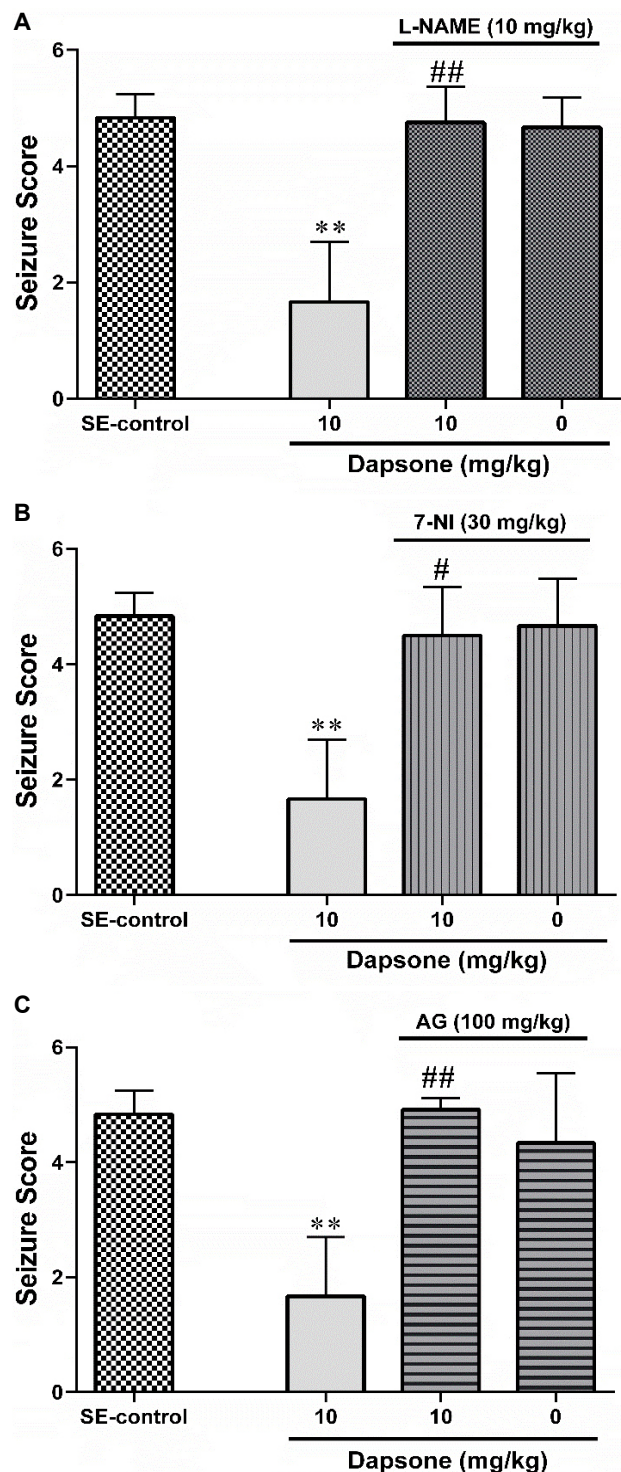 A
L-NAME (10 mg/kg)
Seizure Score
6
4
2
0
**
##
SE-control
10
10
0
Dapsone (mg/kg)
B
7-NI (30 mg/kg)
Seizure Score
6
4
2
0
**
#
SE-control
10
10
0
Dapsone (mg/kg)
C
AG (100 mg/kg)
Seizure Score
6
4
2
0
**
##
SE-control
10
10
0
Dapsone (mg/kg)